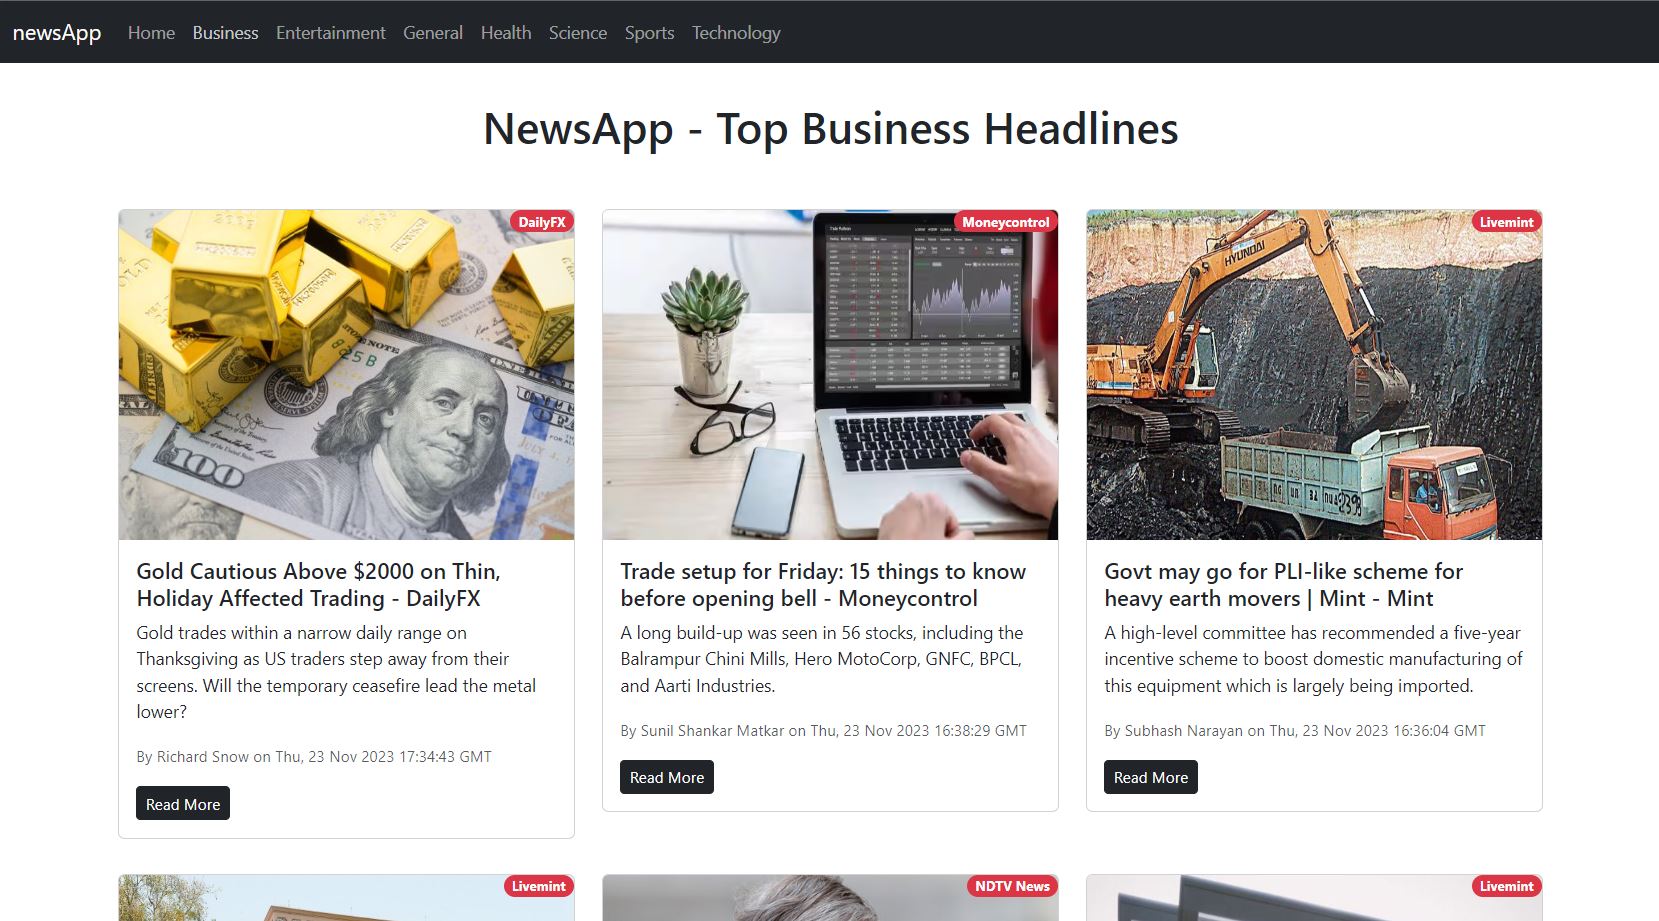 newsApp Home Business Entertainment General Health Science Sports Technology
NewsApp - Top Business Headlines
DailyFX
Gold Cautious Above $2000 on Thin,
Holiday Affected Trading - DailyFX
Gold trades within a narrow daily range on
Thanksgiving as US traders step away from their
screens. Will the temporary ceasefire lead the metal
lower?
By Richard Snow on Thu, 23 Nov 2023 17:34:43 GMT
Read More
Moneycontrol
Trade setup for Friday: 15 things to know
before opening bell - Moneycontrol
A long build-up was seen in 56 stocks, including the
Balrampur Chini Mills, Hero MotoCorp, GNFC, BPCL,
and Aarti Industries.
By Sunil Shankar Matkar on Thu, 23 Nov 2023 16:38:29 GMT
Read More
Livemint
HYUNDAI
Govt may go for PLI-like scheme for
heavy earth movers | Mint - Mint
A high-level committee has recommended a five-year
incentive scheme to boost domestic manufacturing of
this equipment which is largely being imported.
By Subhash Narayan on Thu, 23 Nov 2023 16:36:04 GMT
Read More
Livemint
NDTV News
Livemint